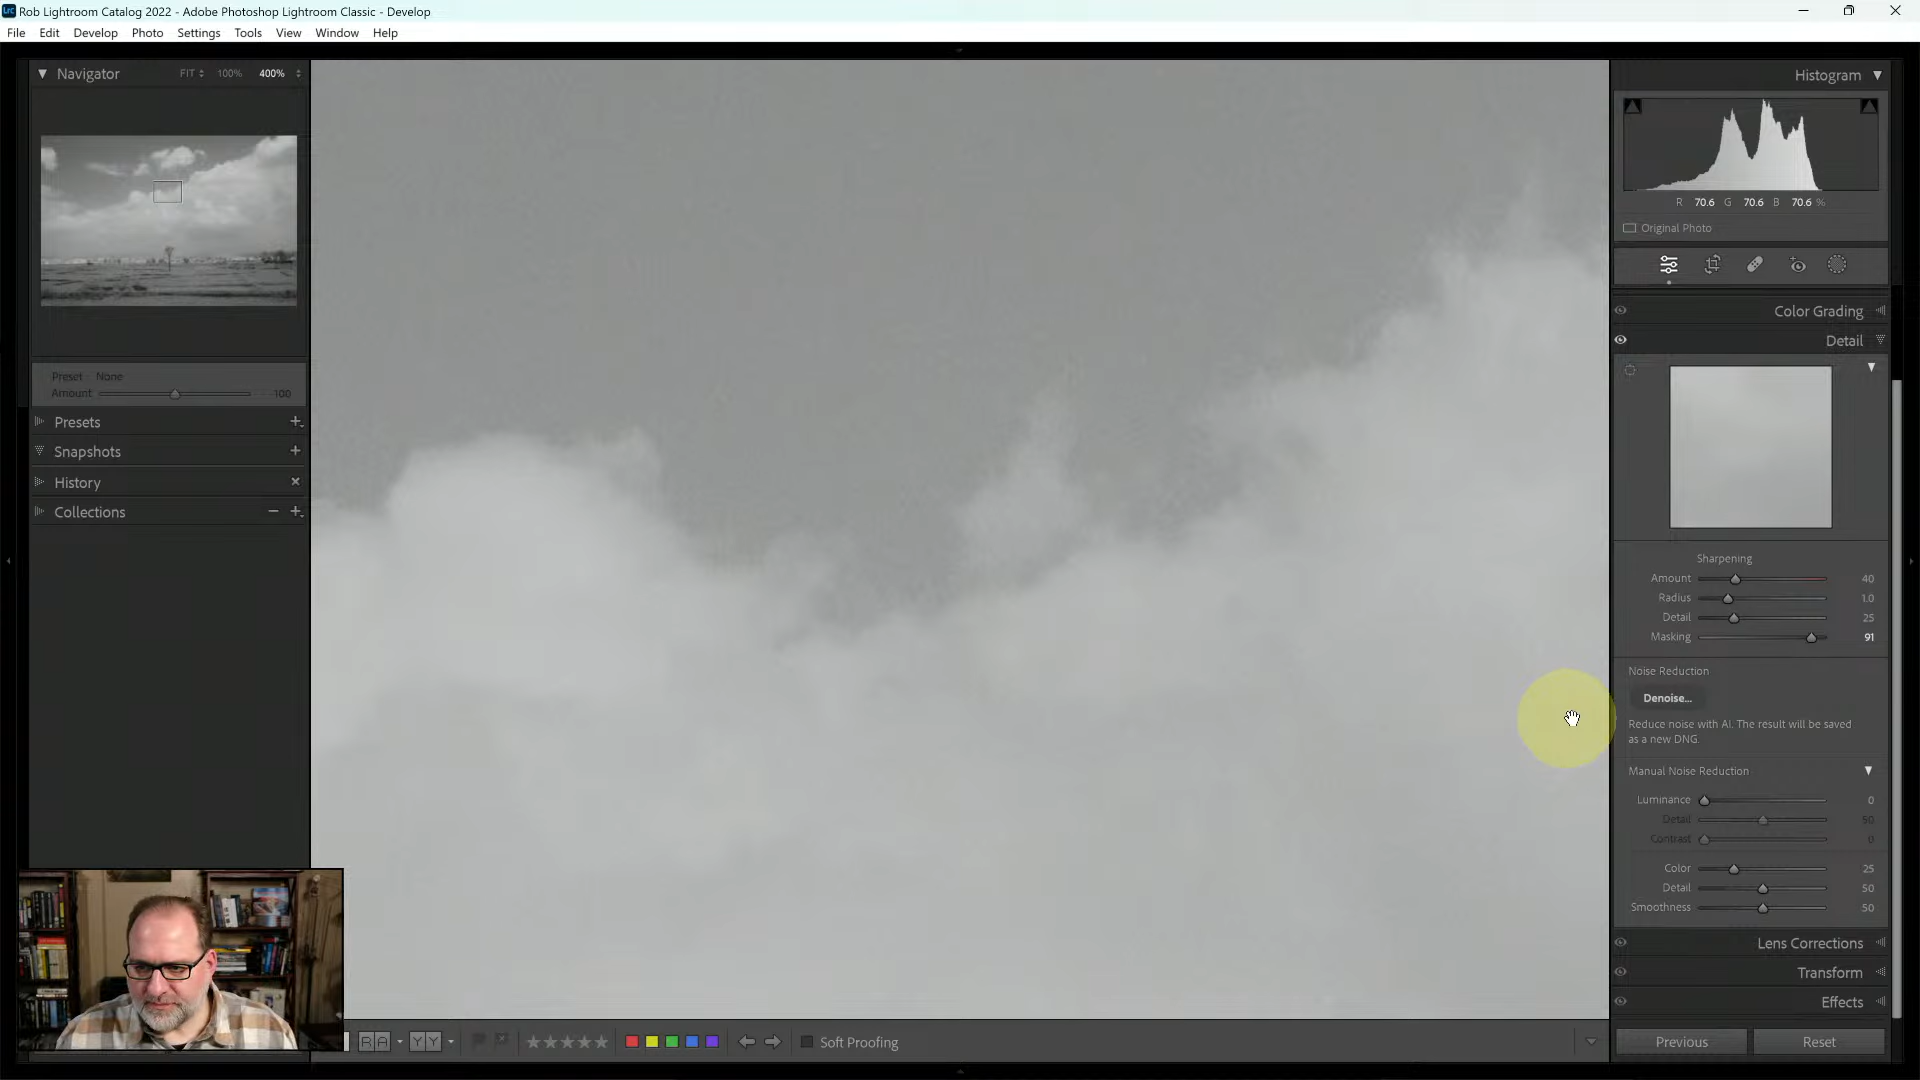 Rob Lightroom Catalog 2022 - Adobe Photoshop Lightroom Classic - Develop
File Edit Develop Photo Settings Tools View Window Help
Navigator FIT 100% 400%
Preset - None
Amount 100
Presets
Snapshots
History
Collections
RA YY Soft Proofing
Histogram
R 70.6 G 70.6 B 70.6 %
Original Photo
Color Grading
Detail
Sharpening
Amount 40
Radius 1.0
Detail 25
Masking 91
Noise Reduction
Denoise...
Reduce noise with AI. The result will be saved
as a new DNG.
Manual Noise Reduction
Luminance 0
Detail 50
Contrast 0
Color 25
Detail 50
Smoothness 50
Lens Corrections
Transform
Effects
Previous Reset